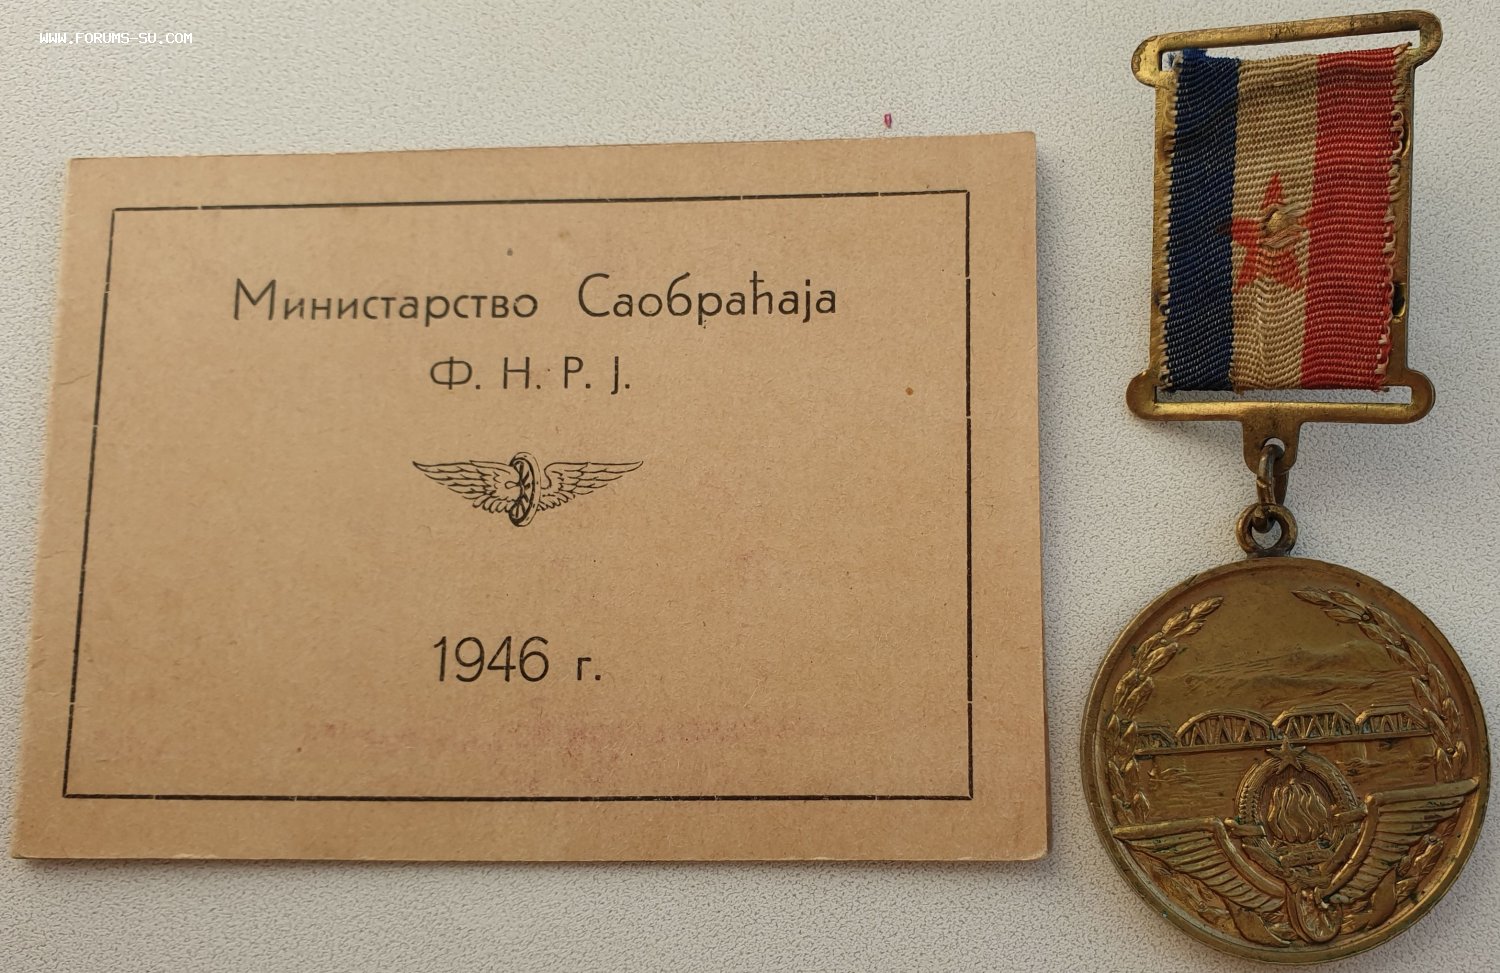 www.forums-su.com
Министарство Саобраћаја
Ф. Н. Р. Ј.
1946 г.